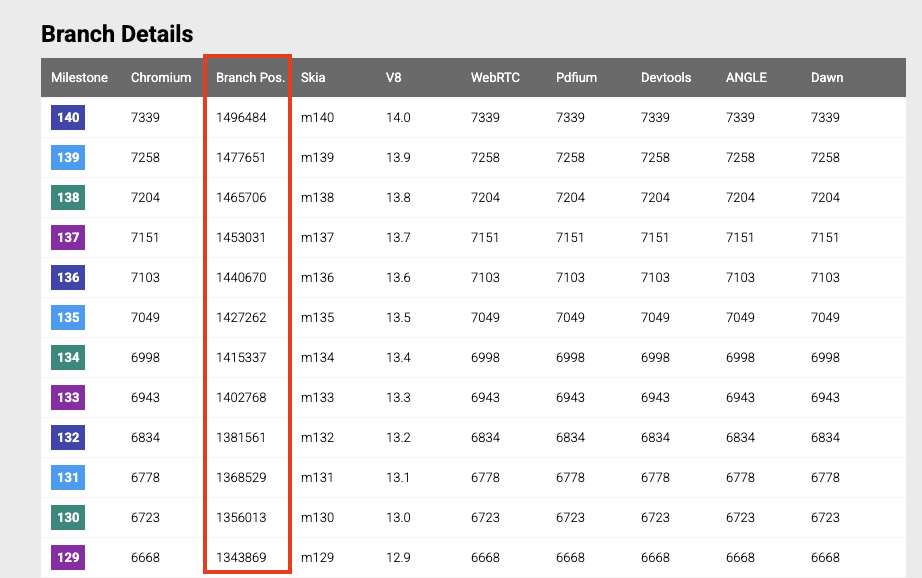 Branch Details
Milestone Chromium Branch Pos. Skia V8 WebRTC Pdfium Devtools ANGLE Dawn
140 7339 1496484 m140 14.0 7339 7339 7339 7339 7339
139 7258 1477651 m139 13.9 7258 7258 7258 7258 7258
138 7204 1465706 m138 13.8 7204 7204 7204 7204 7204
137 7151 1453031 m137 13.7 7151 7151 7151 7151 7151
136 7103 1440670 m136 13.6 7103 7103 7103 7103 7103
135 7049 1427262 m135 13.5 7049 7049 7049 7049 7049
134 6998 1415337 m134 13.4 6998 6998 6998 6998 6998
133 6943 1402768 m133 13.3 6943 6943 6943 6943 6943
132 6834 1381561 m132 13.2 6834 6834 6834 6834 6834
131 6778 1368529 m131 13.1 6778 6778 6778 6778 6778
130 6723 1356013 m130 13.0 6723 6723 6723 6723 6723
129 6668 1343869 m129 12.9 6668 6668 6668 6668 6668